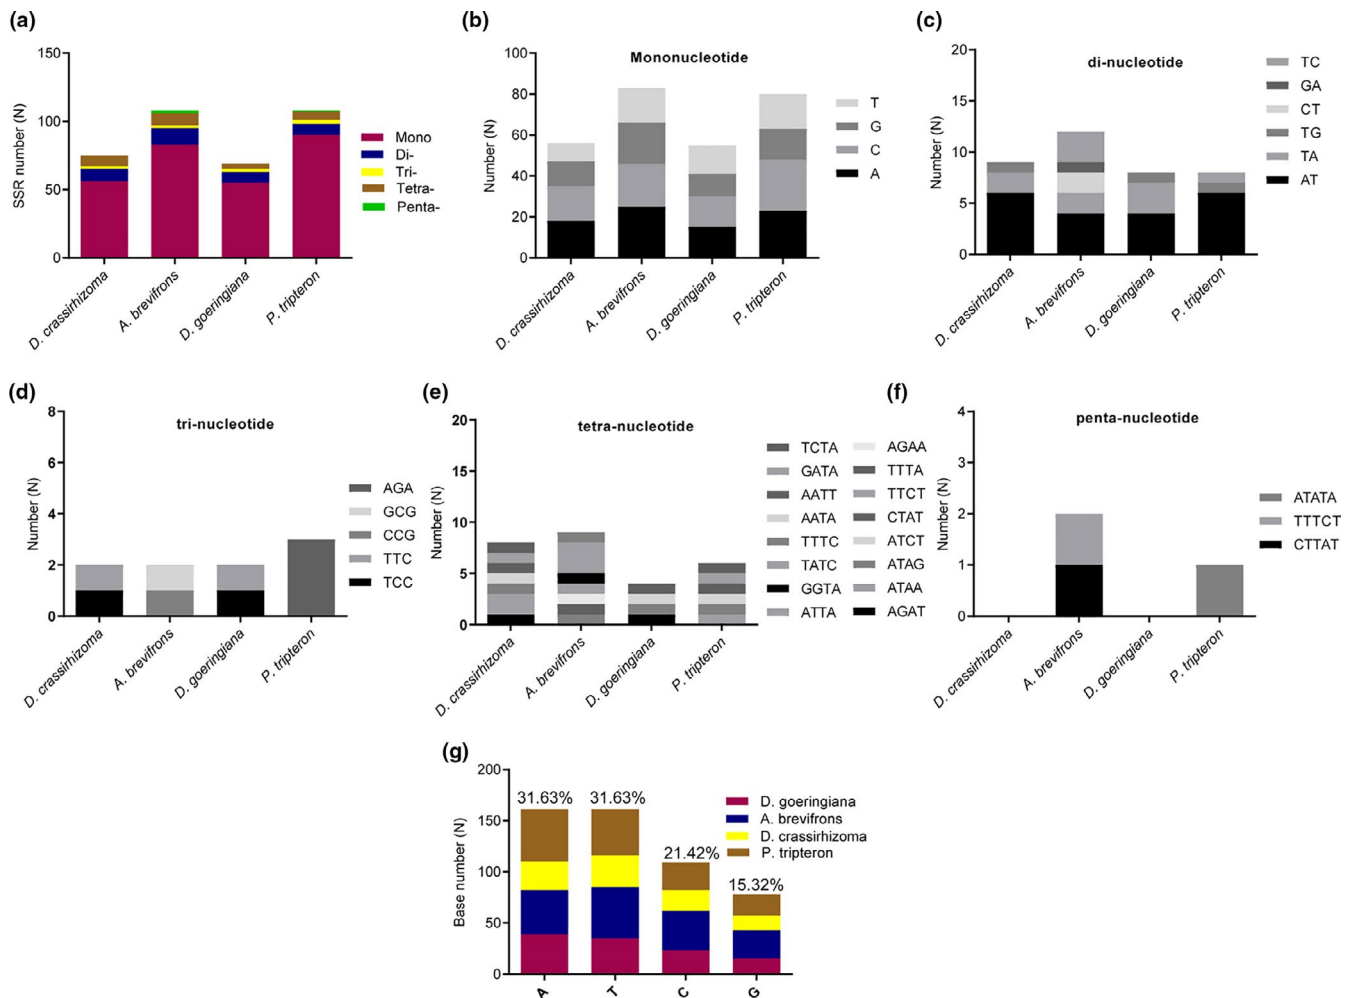 (a)
150
100
50
0
SSR number (N)
Mono
Di-
Tri-
Tetra-
Penta-
D. crassirhizoma
A. brevifrons
D. goeringiana
P. tripteron
(b)
Mononucleotide
100
80
60
40
20
0
Number (N)
T
G
C
A
D. crassirhizoma
A. brevifrons
D. goeringiana
P. tripteron
(c)
di-nucleotide
20
15
10
5
0
Number (N)
TC
GA
CT
TG
TA
AT
D. crassirhizoma
A. brevifrons
D. goeringiana
P. tripteron
(d)
tri-nucleotide
8
6
4
2
0
Number (N)
AGA
GCG
CCG
TTC
TCC
D. crassirhizoma
A. brevifrons
D. goeringiana
P. tripteron
(e)
tetra-nucleotide
20
15
10
5
0
Number (N)
TCTA AGAA
GATA TTTA
AATT TTCT
AATA CTAT
TTTC ATCT
TATC ATAG
GGTA ATAA
ATTA AGAT
D. crassirhizoma
A. brevifrons
D. goeringiana
P. tripteron
(f)
penta-nucleotide
4
3
2
1
0
Number (N)
ATATA
TTTCT
CTTAT
D. crassirhizoma
A. brevifrons
D. goeringiana
P. tripteron
(g)
200
150
100
50
0
Base number (N)
31.63% 31.63%
21.42%
15.32%
D. goeringiana
A. brevifrons
D. crassirhizoma
P. tripteron
A T C G